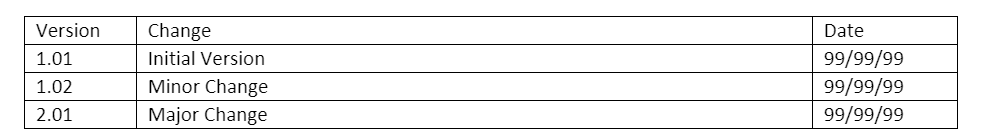 Version Change Date
1.01 Initial Version 99/99/99
1.02 Minor Change 99/99/99
2.01 Major Change 99/99/99